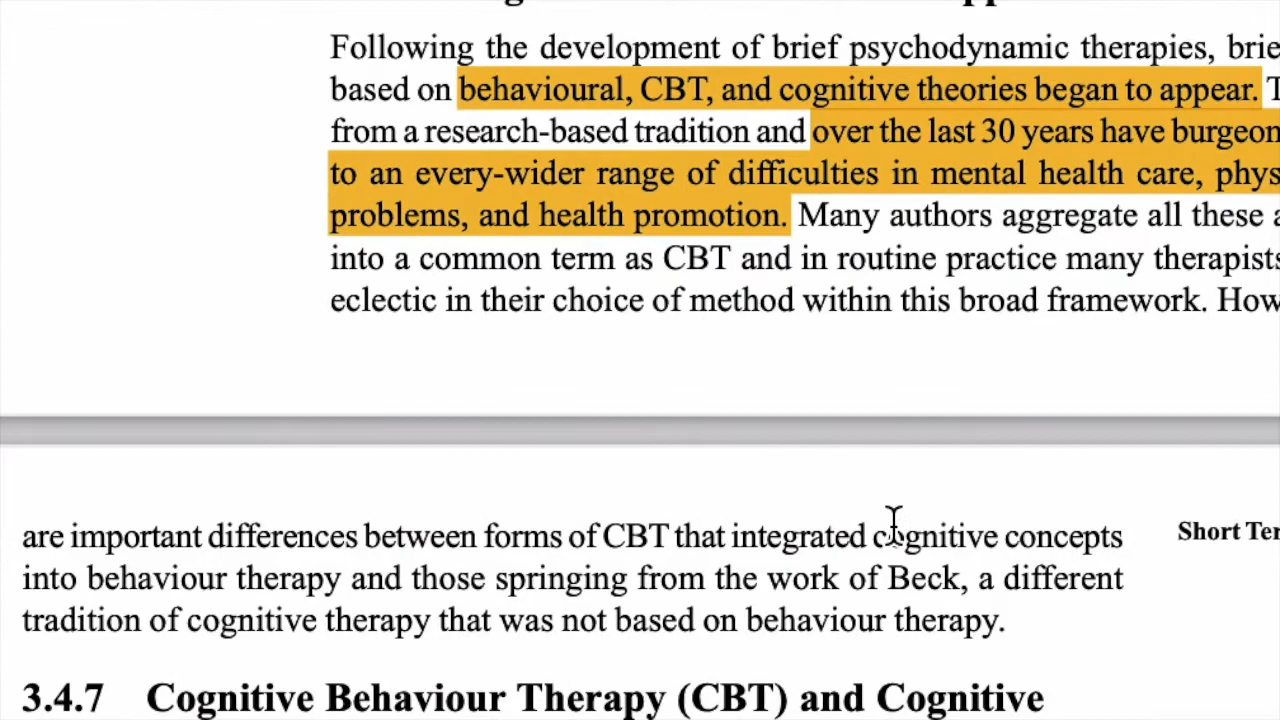 Following the development of brief psychodynamic therapies,
based on behavioural, CBT, and cognitive theories began to appear.
from a research-based tradition and over the last 30 years have
to an every-wider range of difficulties in mental health care,
problems, and health promotion. Many authors aggregate all these
into a common term as CBT and in routine practice many therapists
eclectic in their choice of method within this broad framework.
are important differences between forms of CBT that integrated cognitive concepts
Short
into behaviour therapy and those springing from the work of Beck, a different
tradition of cognitive therapy that was not based on behaviour therapy.
3.4.7 Cognitive Behaviour Therapy (CBT) and Cognitive